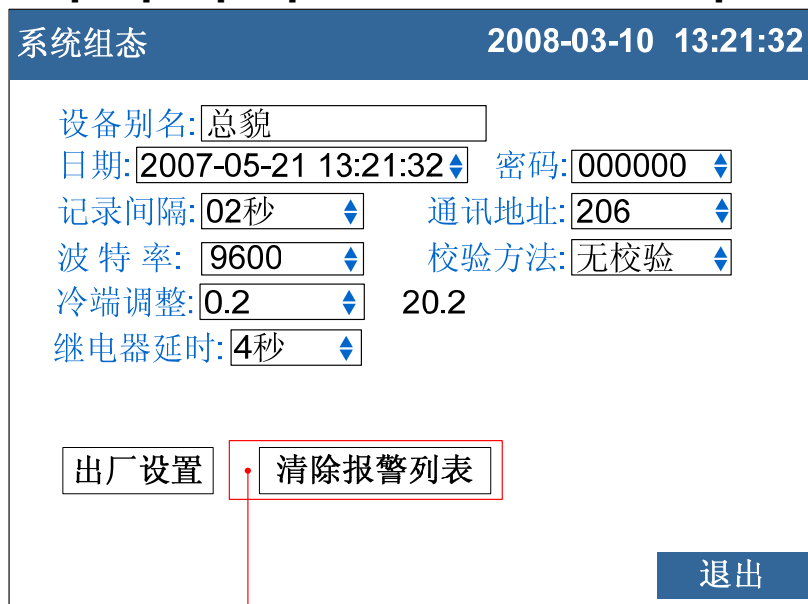 系统组态 2008-03-10 13:21:32
设备别名: 总貌
日期: 2007-05-21 13:21:32 密码: 000000
记录间隔: 02秒 通讯地址: 206
波特率: 9600 校验方法: 无校验
冷端调整: 0.2 20.2
继电器延时: 4秒
出厂设置 清除报警列表
退出